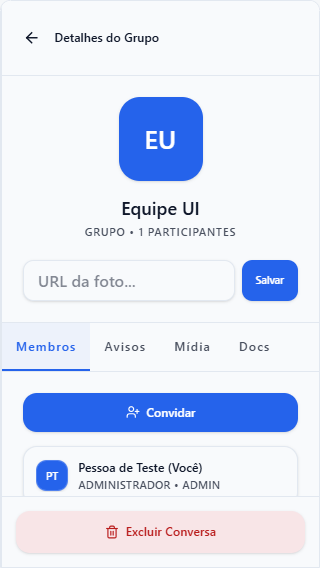 Detalhes do Grupo
EU
Equipe UI
GRUPO • 1 PARTICIPANTES
URL da foto...
Salvar
Membros Avisos Mídia Docs
Convidar
PT
Pessoa de Teste (Você)
ADMINISTRADOR • ADMIN
Excluir Conversa